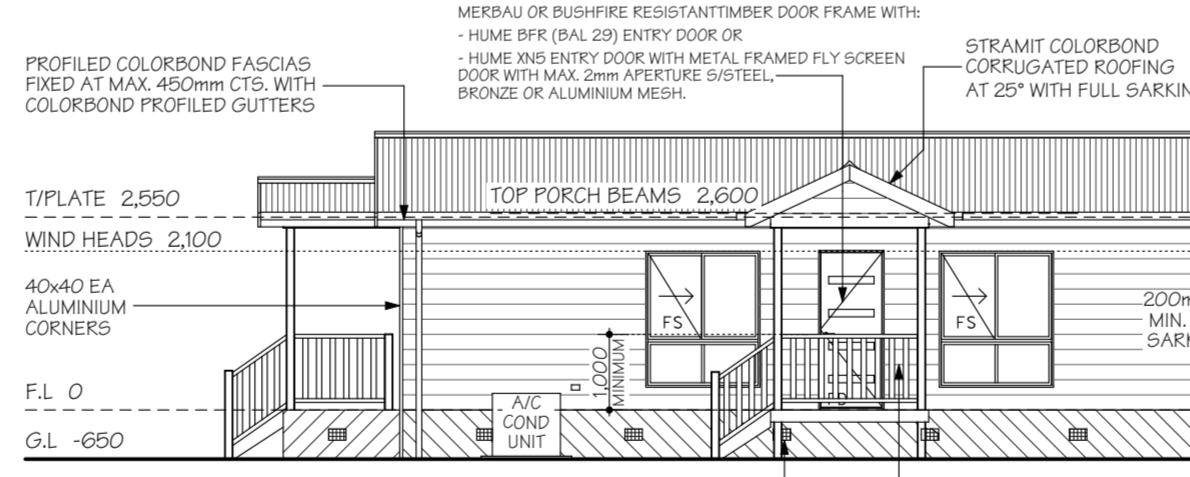 MERBAU OR BUSHFIRE RESISTANTTIMBER DOOR FRAME WITH:
- HUME BFR (BAL 29) ENTRY DOOR OR
- HUME XN5 ENTRY DOOR WITH METAL FRAMED FLY SCREEN
DOOR WITH MAX. 2mm APERTURE S/STEEL,
BRONZE OR ALUMINIUM MESH.
PROFILED COLORBOND FASCIAS
FIXED AT MAX. 450mm CTS. WITH
COLORBOND PROFILED GUTTERS
STRAMIT COLORBOND
CORRUGATED ROOFING
AT 25° WITH FULL SARKIN
T/PLATE 2,550
TOP PORCH BEAMS 2,600
WIND HEADS 2,100
40x40 EA
ALUMINIUM
CORNERS
FS
FS
200m
MIN.
SARK
1,000
MINIMUM
F.L 0
A/C
COND
UNIT
G.L -650